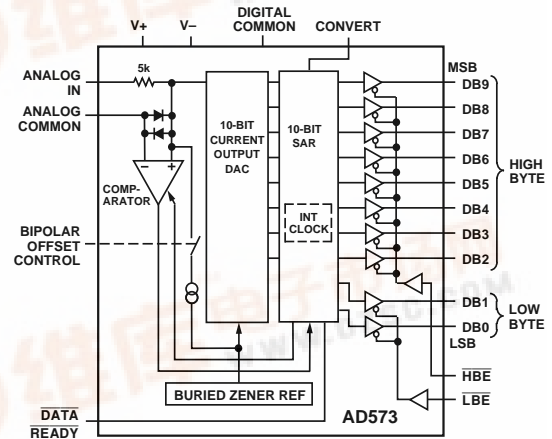 V+
V–
DIGITAL
COMMON
CONVERT
ANALOG
IN
5k
ANALOG
COMMON
10-BIT
CURRENT
OUTPUT
DAC
10-BIT
SAR
INT
CLOCK
– +
COMP-
ARATOR
BIPOLAR
OFFSET
CONTROL
MSB
DB9
DB8
DB7
DB6
DB5
DB4
DB3
DB2
HIGH
BYTE
DB1
DB0
LOW
BYTE
LSB
HBE
LBE
BURIED ZENER REF
AD573
DATA
READY